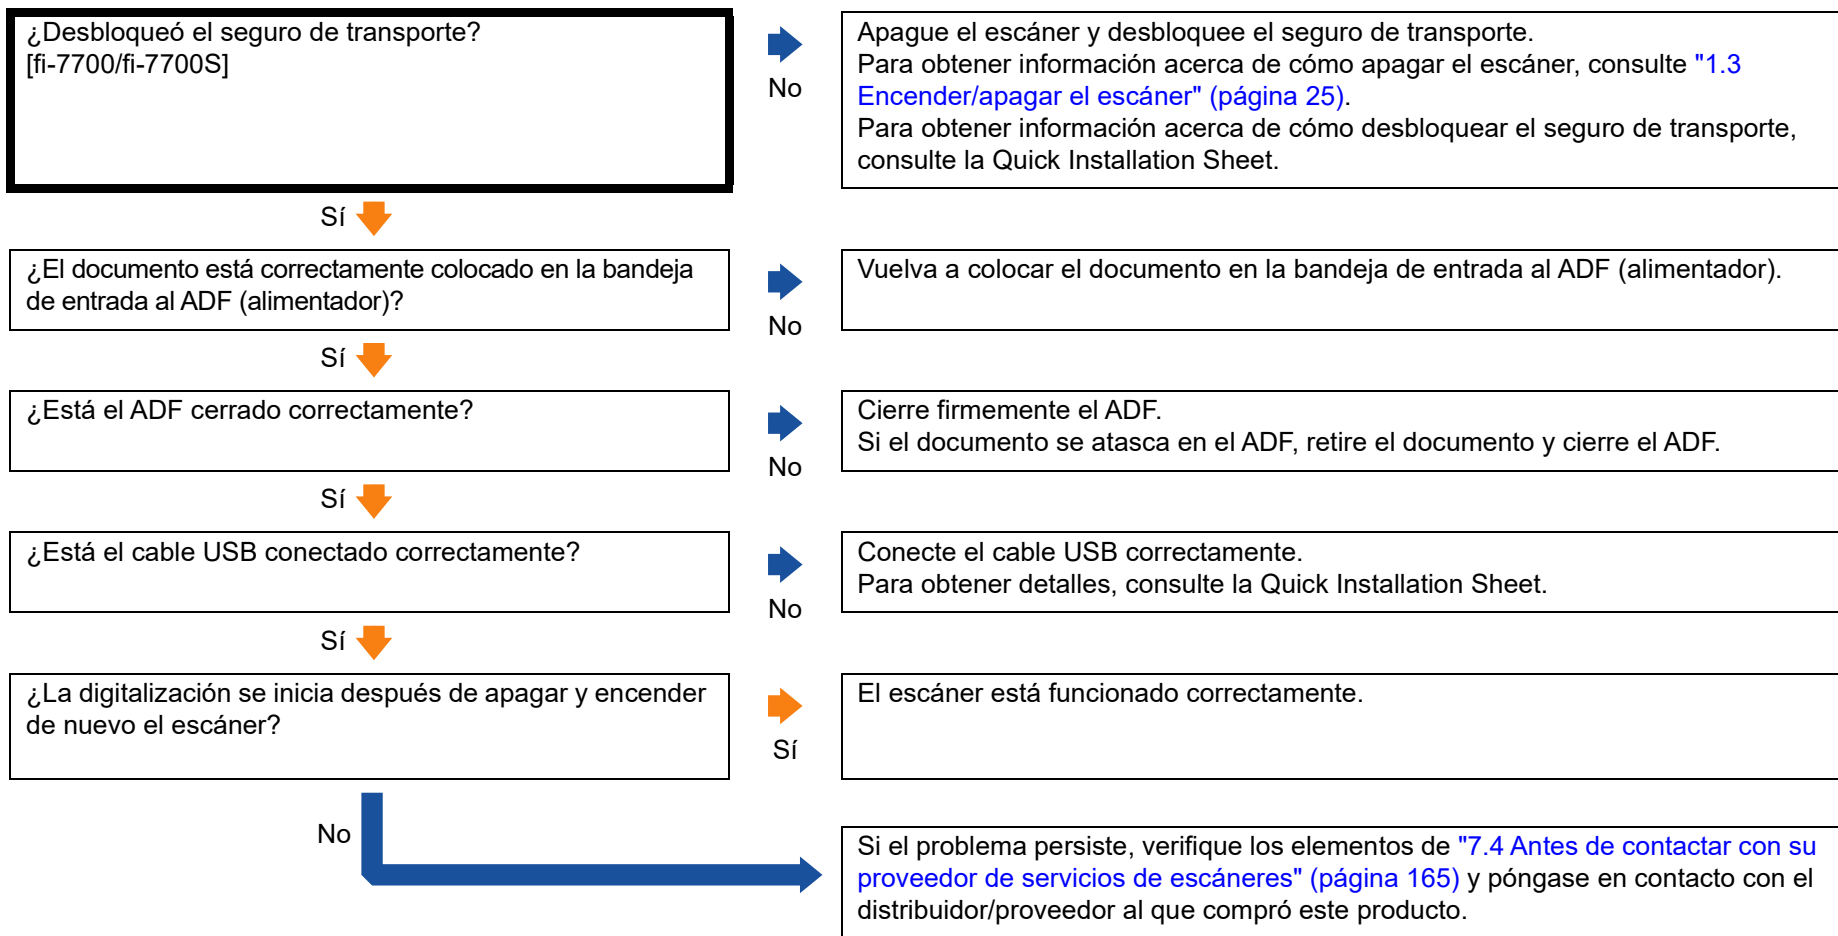 ¿Desbloqueó el seguro de transporte?
[fi-7700/fi-7700S]
No
Apague el escáner y desbloquee el seguro de transporte.
Para obtener información acerca de cómo apagar el escáner, consulte "1.3
Encender/apagar el escáner" (página 25).
Para obtener información acerca de cómo desbloquear el seguro de transporte,
consulte la Quick Installation Sheet.
Sí
¿El documento está correctamente colocado en la bandeja
de entrada al ADF (alimentador)?
No
Vuelva a colocar el documento en la bandeja de entrada al ADF (alimentador).
Sí
¿Está el ADF cerrado correctamente?
No
Cierre firmemente el ADF.
Si el documento se atasca en el ADF, retire el documento y cierre el ADF.
Sí
¿Está el cable USB conectado correctamente?
No
Conecte el cable USB correctamente.
Para obtener detalles, consulte la Quick Installation Sheet.
Sí
¿La digitalización se inicia después de apagar y encender
de nuevo el escáner?
Sí
El escáner está funcionado correctamente.
No
Si el problema persiste, verifique los elementos de "7.4 Antes de contactar con su
proveedor de servicios de escáneres" (página 165) y póngase en contacto con el
distribuidor/proveedor al que compró este producto.